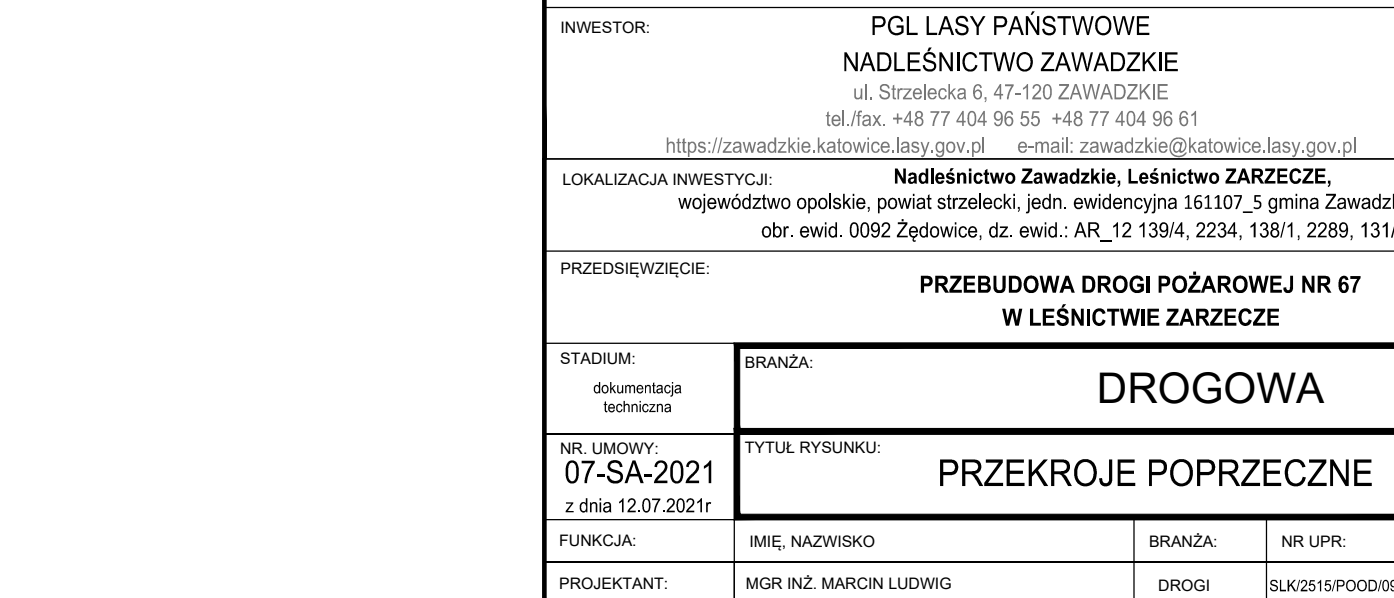 INWESTOR:
PGL LASY PAŃSTWOWE
NADLEŚNICTWO ZAWADZKIE
ul. Strzelecka 6, 47-120 ZAWADZKIE
tel./fax. +48 77 404 96 55 +48 77 404 96 61
https://zawadzkie.katowice.lasy.gov.pl e-mail: zawadzkie@katowice.lasy.gov.pl
LOKALIZACJA INWESTYCJI: Nadleśnictwo Zawadzkie, Leśnictwo ZARZECZE,
województwo opolskie, powiat strzelecki, jedn. ewidencyjna 161107_5 gmina
obr. ewid. 0092 Żędowice, dz. ewid.: AR_12 139/4, 2234, 138/1, 2289,
PRZEDSIĘWZIĘCIE:
PRZEBUDOWA DROGI POŻAROWEJ NR 67
W LEŚNICTWIE ZARZECZE
STADIUM:
dokumentacja
techniczna
BRANŻA:
DROGOWA
NR. UMOWY:
07-SA-2021
z dnia 12.07.2021r
TYTUŁ RYSUNKU:
PRZEKROJE POPRZECZNE
FUNKCJA: IMIĘ, NAZWISKO BRANŻA: NR UPR:
PROJEKTANT: MGR INŻ. MARCIN LUDWIG DROGI SLK/2515/POOD/09